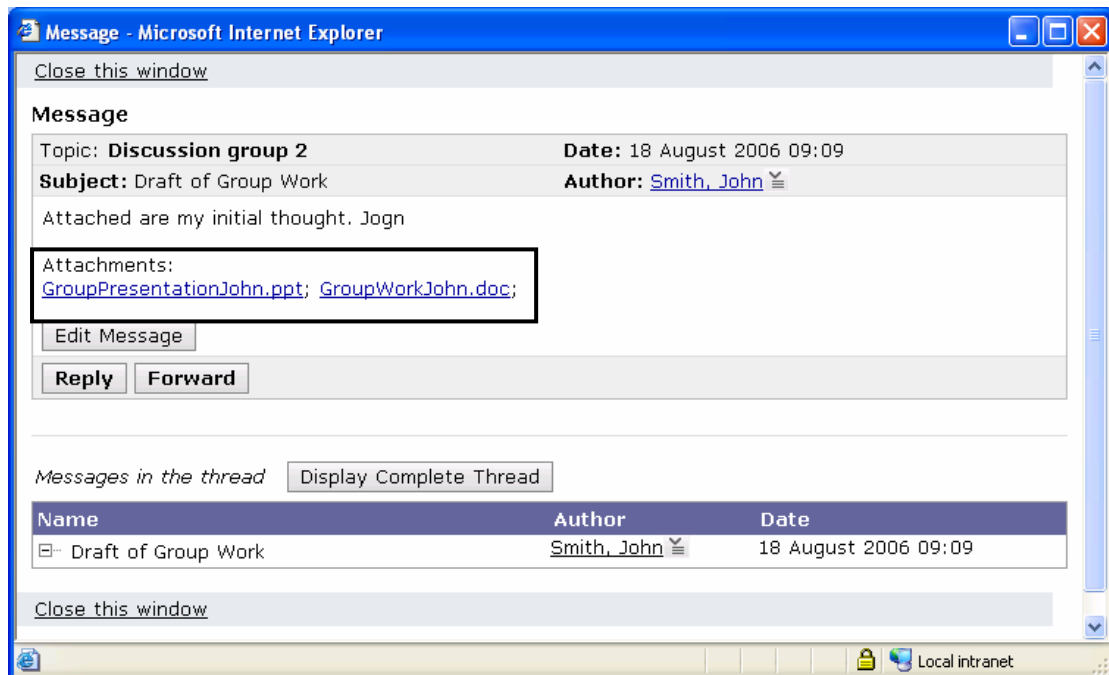 Message - Microsoft Internet Explorer
Close this window
Message
Topic: Discussion group 2 Date: 18 August 2006 09:09
Subject: Draft of Group Work Author: Smith, John
Attached are my initial thought. Jogn
Attachments:
GroupPresentationJohn.ppt; GroupWorkJohn.doc;
Edit Message
Reply Forward
Messages in the thread Display Complete Thread
Name Author Date
Draft of Group Work Smith, John 18 August 2006 09:09
Close this window
Local intranet